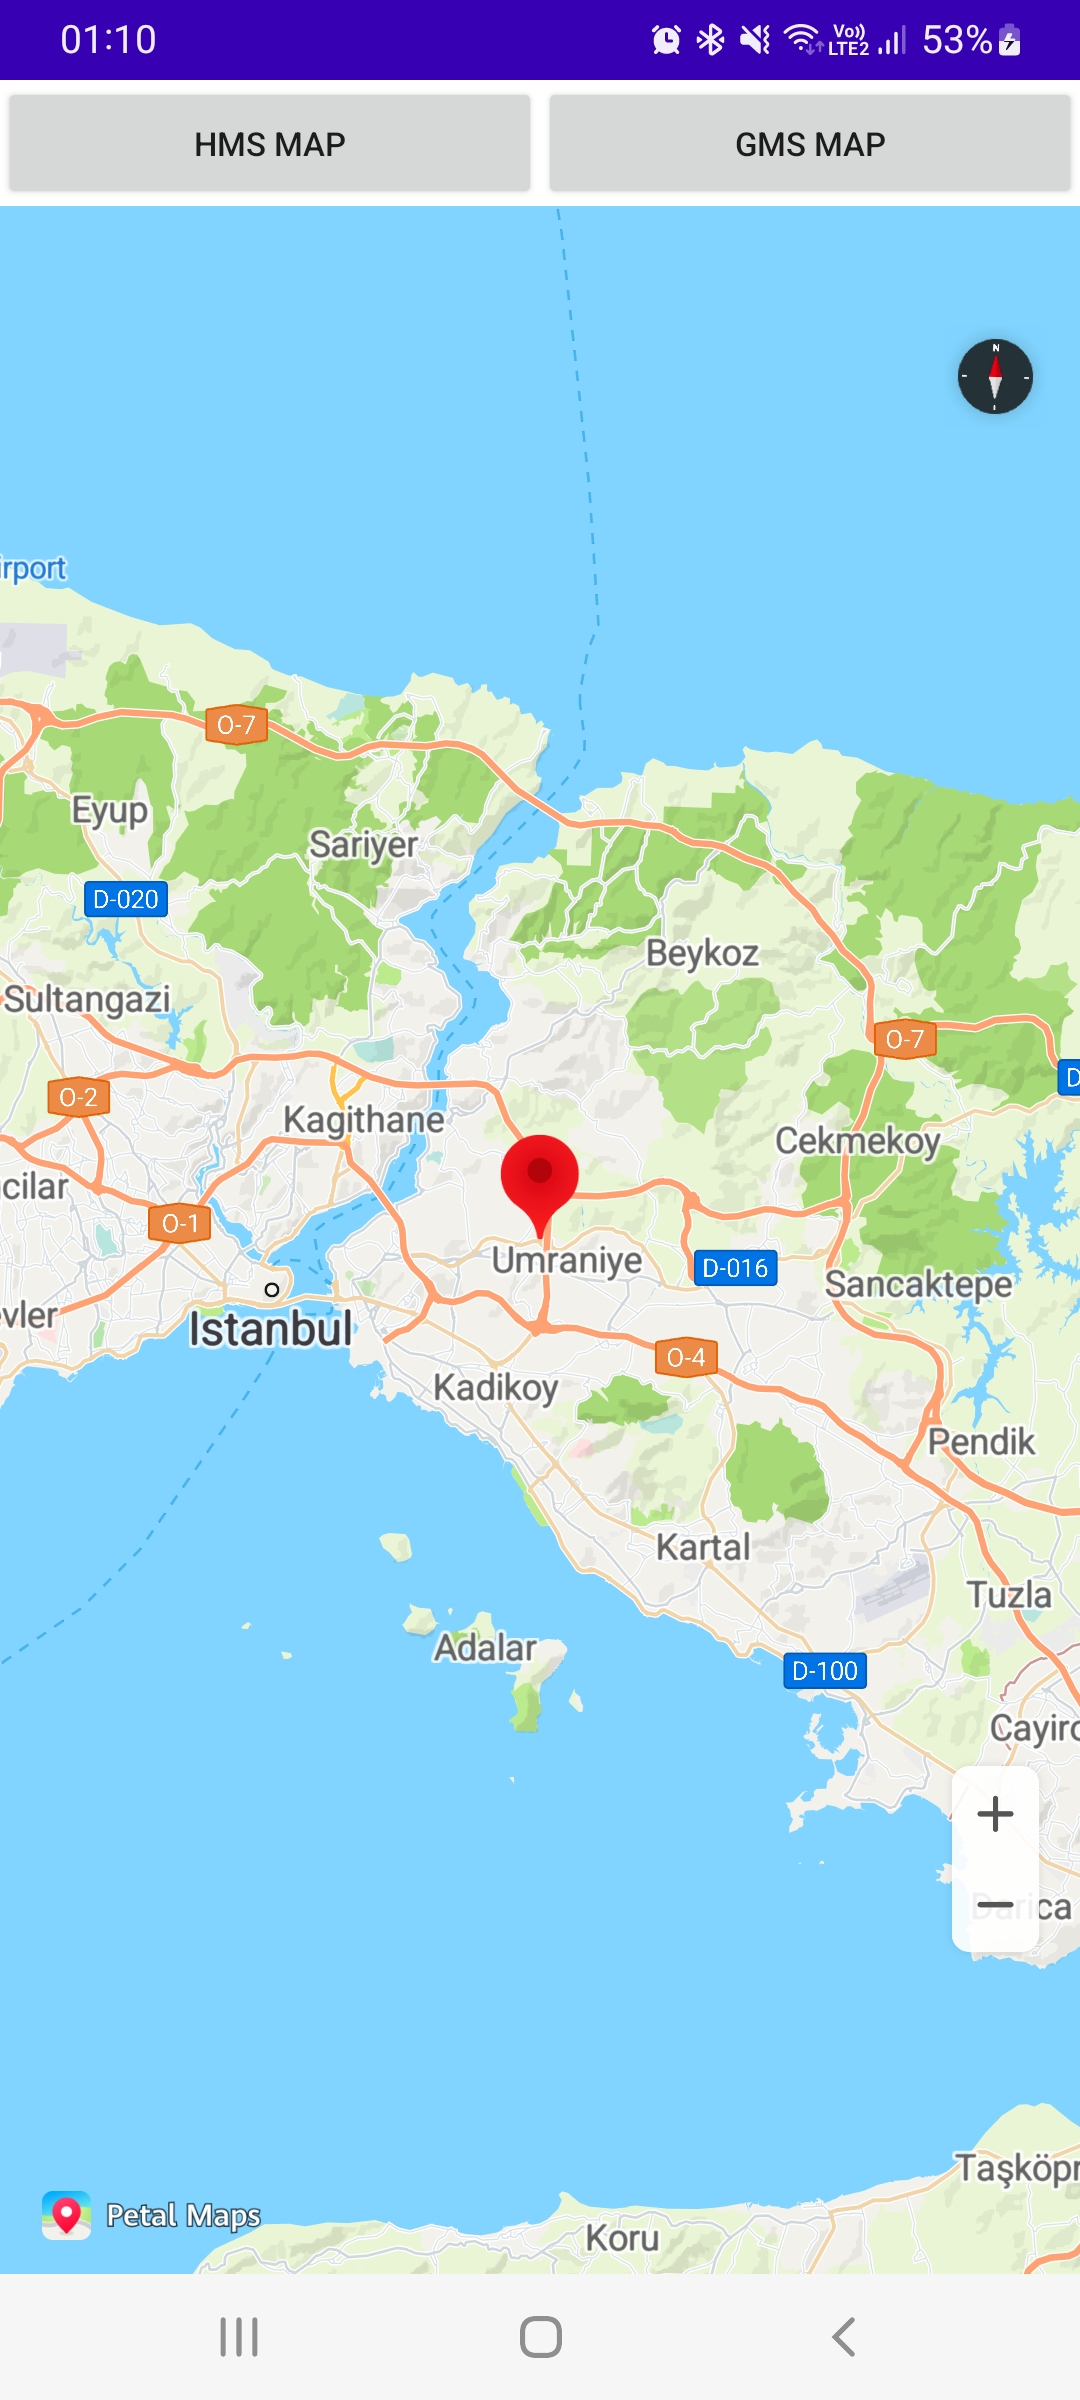 01:10
Vo)) LTE2
53%
HMS MAP
GMS MAP
N
irport
O-7
Eyup
Sariyer
D-020
Beykoz
Sultangazi
O-7
O-2
D
Kagithane
Cekmekoy
cilar
O-1
Umraniye
D-016
Sancaktepe
evler
Istanbul
O-4
Kadikoy
Pendik
Kartal
Tuzla
Adalar
D-100
Cayiro
+
−
Darica
Taşköpr
Petal Maps
Koru